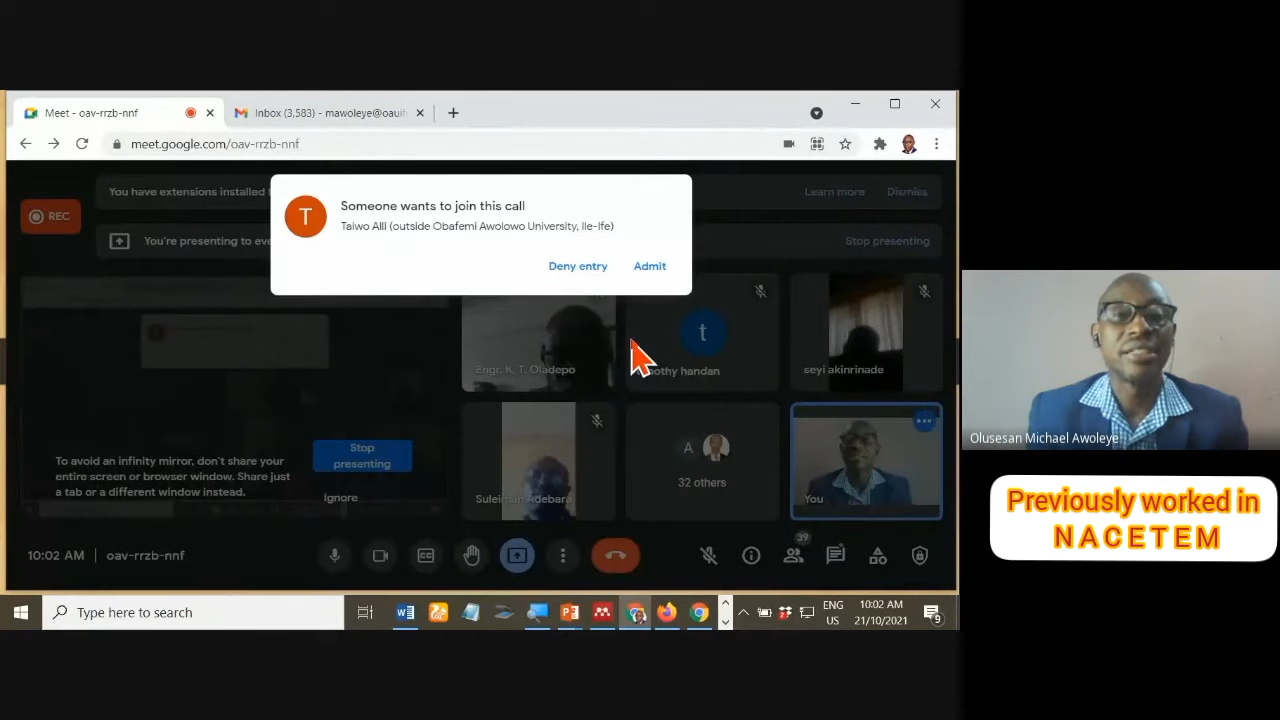 Meet - oav-rrzb-nnf
Inbox (3,583) - mawoleye@oauif
meet.google.com/oav-rrzb-nnf
You have extensions installed
Learn more
Dismiss
REC
You're presenting to eve
Stop presenting
T
Someone wants to join this call
Taiwo Alli (outside Obafemi Awolowo University, Ile-Ife)
Deny entry
Admit
Engr. K. T. Oladepo
t
mothy handan
seyi akinrinade
To avoid an infinity mirror, don't share your
entire screen or browser window. Share just
a tab or a different window instead.
Stop
presenting
Ignore
Suleiman Adebara
A
32 others
You
10:02 AM | oav-rrzb-nnf
39
Type here to search
ENG
US
10:02 AM
21/10/2021
9
Olusesan Michael Awoleye
Previously worked in
NACETEM